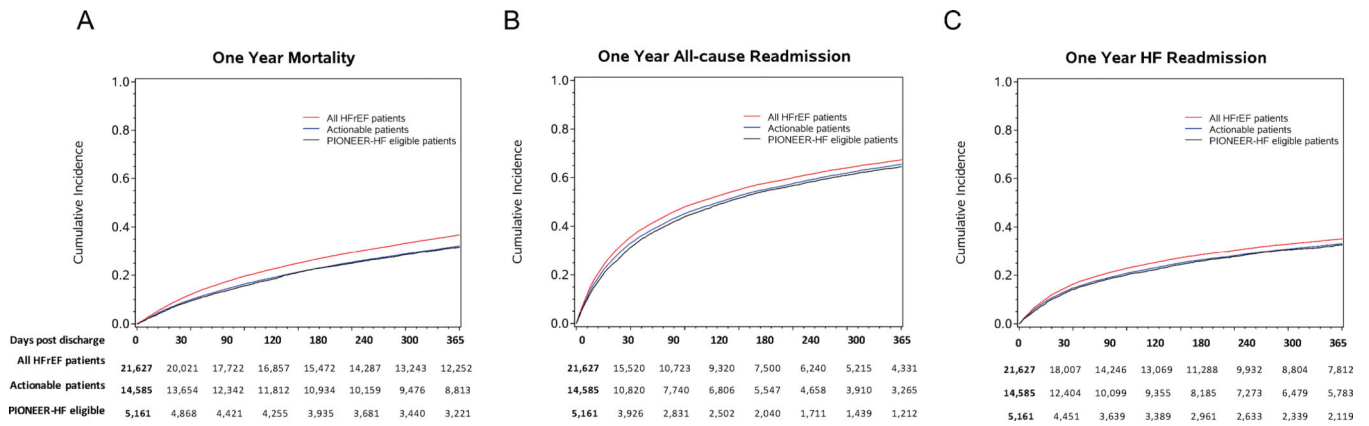 A
One Year Mortality
Cumulative Incidence
1.0
0.8
0.6
0.4
0.2
0.0
All HFrEF patients
Actionable patients
PIONEER-HF eligible patients
B
One Year All-cause Readmission
Cumulative Incidence
1.0
0.8
0.6
0.4
0.2
0.0
All HFrEF patients
Actionable patients
PIONEER-HF eligible patients
C
One Year HF Readmission
Cumulative Incidence
1.0
0.8
0.6
0.4
0.2
0.0
All HFrEF patients
Actionable patients
PIONEER-HF eligible patients
Days post discharge 0 30 90 120 180 240 300 365 0 30 90 120 180 240 300 365 0 30 90 120 180 240 300 365
All HFrEF patients 21,627 20,021 17,722 16,857 15,472 14,287 13,243 12,252 21,627 15,520 10,723 9,320 7,500 6,240 5,215 4,331 21,627 18,007 14,246 13,069 11,288 9,932 8,804 7,812
Actionable patients 14,585 13,654 12,342 11,812 10,934 10,159 9,476 8,813 14,585 10,820 7,740 6,806 5,547 4,658 3,910 3,265 14,585 12,404 10,099 9,355 8,185 7,273 6,479 5,783
PIONEER-HF eligible 5,161 4,868 4,421 4,255 3,935 3,681 3,440 3,221 5,161 3,926 2,831 2,502 2,040 1,711 1,439 1,212 5,161 4,451 3,639 3,389 2,961 2,633 2,339 2,119